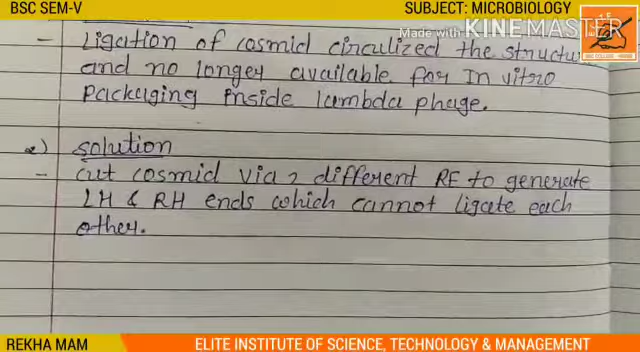 BSC SEM-V
SUBJECT: MICROBIOLOGY
Made with KINEMASTER
- Ligation of cosmid circulized the structu
and no longer available for In vitro
packaging inside lambda phage.
2) solution
- cut cosmid via 2 different RE to generate
LH & RH ends which cannot ligate each
other.
REKHA MAM
ELITE INSTITUTE OF SCIENCE, TECHNOLOGY & MANAGEMENT